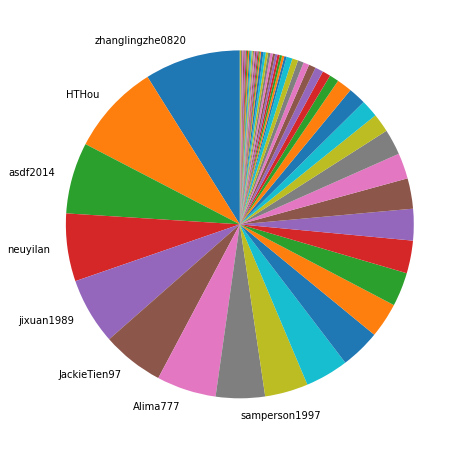 zhanglingzhe0820
HTHou
asdf2014
neuyilan
jixuan1989
JackieTien97
Alima777
samperson1997